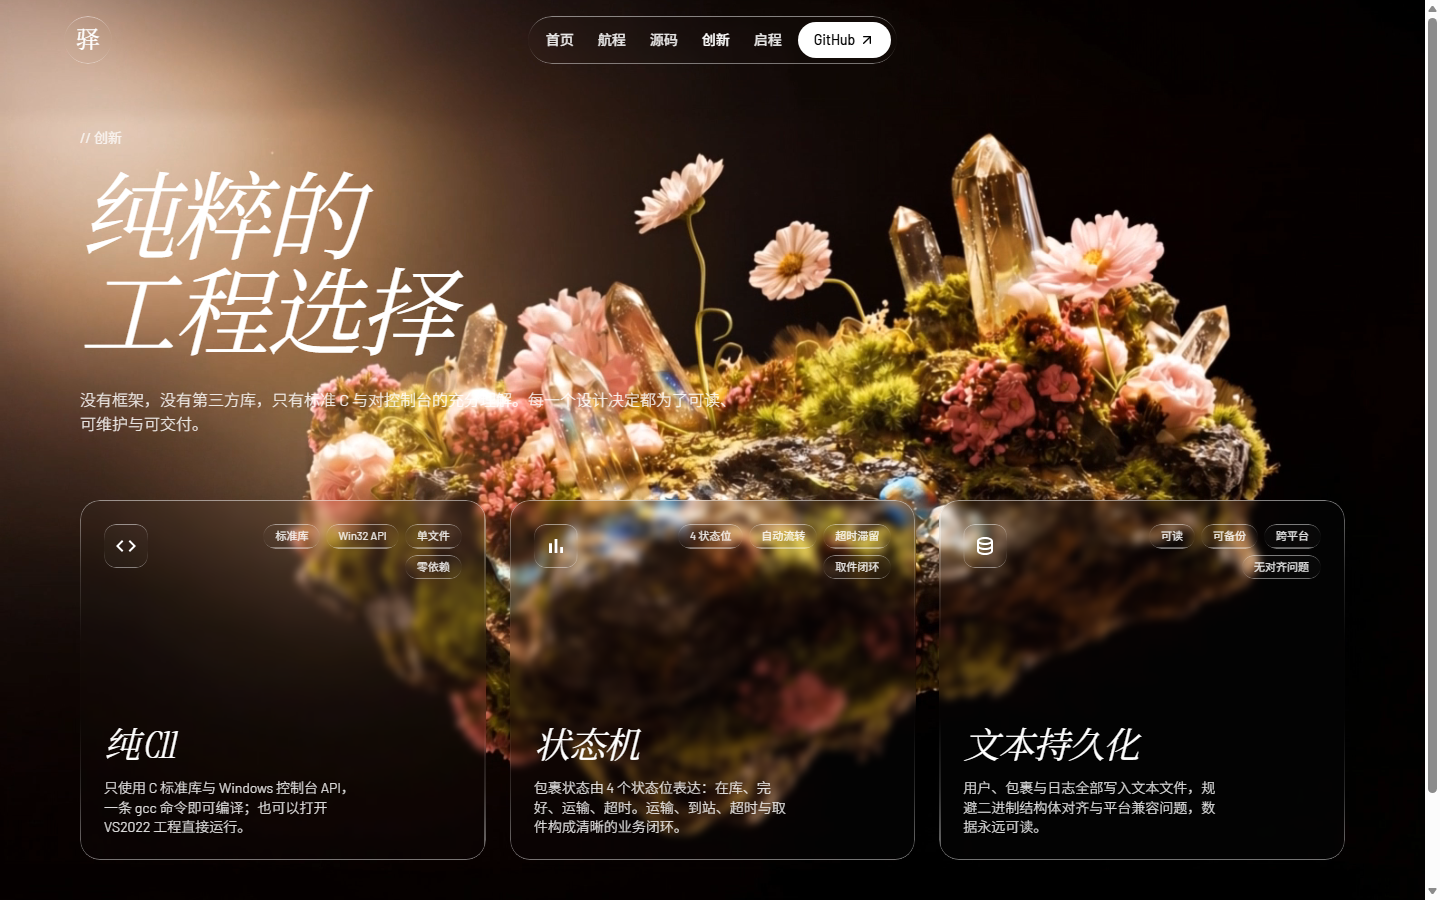 驿
首页 航程 源码 创新 启程 GitHub
// 创新
纯粹的
工程选择
没有框架，没有第三方库，只有标准 C 与对控制台的充分理解。每一个设计决定都为了可读、
可维护与可交付。
标准库 Win32 API 单文件
零依赖
纯 C11
只使用 C 标准库与 Windows 控制台 API，
一条 gcc 命令即可编译；也可以打开
VS2022 工程直接运行。
4 状态位 自动流转 超时滞留
取件闭环
状态机
包裹状态由 4 个状态位表达：在库、完
好、运输、超时。运输、到站、超时与取
件构成清晰的业务闭环。
可读 可备份 跨平台
无对齐问题
文本持久化
用户、包裹与日志全部写入文本文件，规
避二进制结构体对齐与平台兼容问题，数
据永远可读。